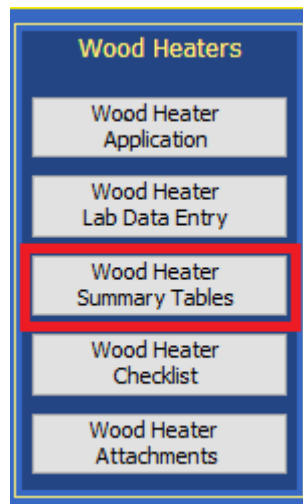 Wood Heaters
Wood Heater
Application
Wood Heater
Lab Data Entry
Wood Heater
Summary Tables
Wood Heater
Checklist
Wood Heater
Attachments